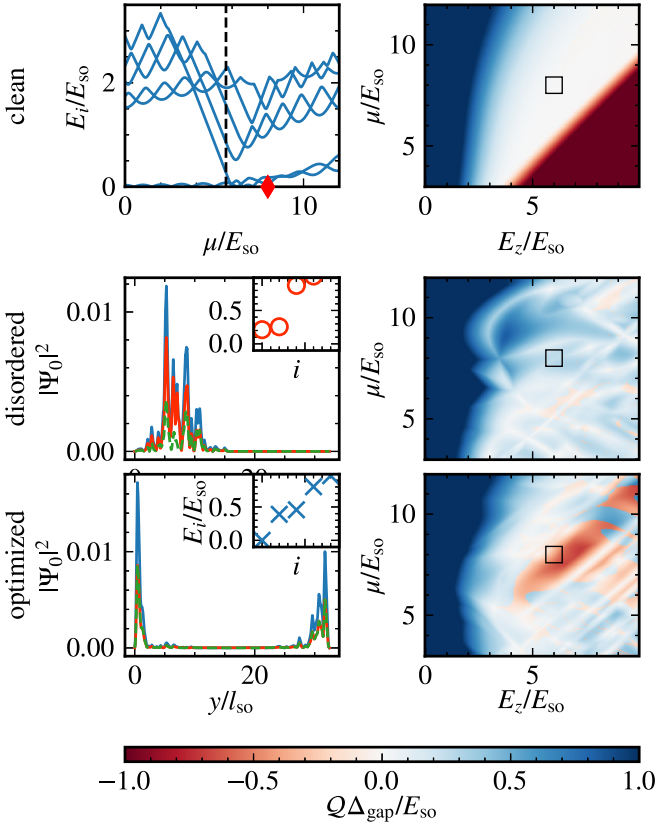 clean
E_i/E_so
2
0
0
10
μ/E_so
μ/E_so
10
5
0
5
E_z/E_so
disordered
|Ψ_0|^2
0.01
0.00
0.5
0.0
i
μ/E_so
10
5
optimized
|Ψ_0|^2
0.01
0.00
E_i/E_so
0.5
0.0
i
0
20
y/l_so
μ/E_so
10
5
0
5
E_z/E_so
−1.0
−0.5
0.0
0.5
1.0
𝒬Δ_gap/E_so